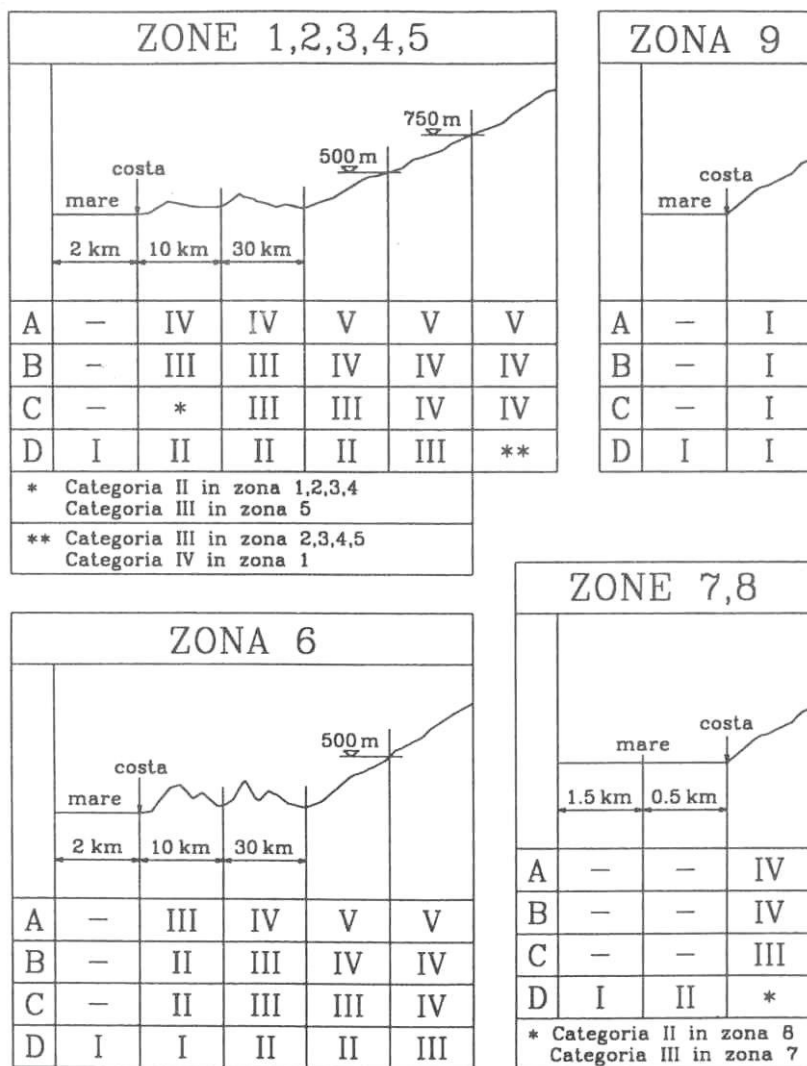 ZONE 1,2,3,4,5
750 m
500 m
costa
mare
2 km 10 km 30 km
A – IV IV V V V
B – III III IV IV IV
C – * III III IV IV
D I II II II III **
* Categoria II in zona 1,2,3,4
Categoria III in zona 5
** Categoria III in zona 2,3,4,5
Categoria IV in zona 1
ZONA 9
costa
mare
A – I
B – I
C – I
D I I
ZONA 6
500 m
costa
mare
2 km 10 km 30 km
A – III IV V V
B – II III IV IV
C – II III III IV
D I I II II III
ZONE 7,8
costa
mare
1.5 km 0.5 km
A – – IV
B – – IV
C – – III
D I II *
* Categoria II in zona 8
Categoria III in zona 7